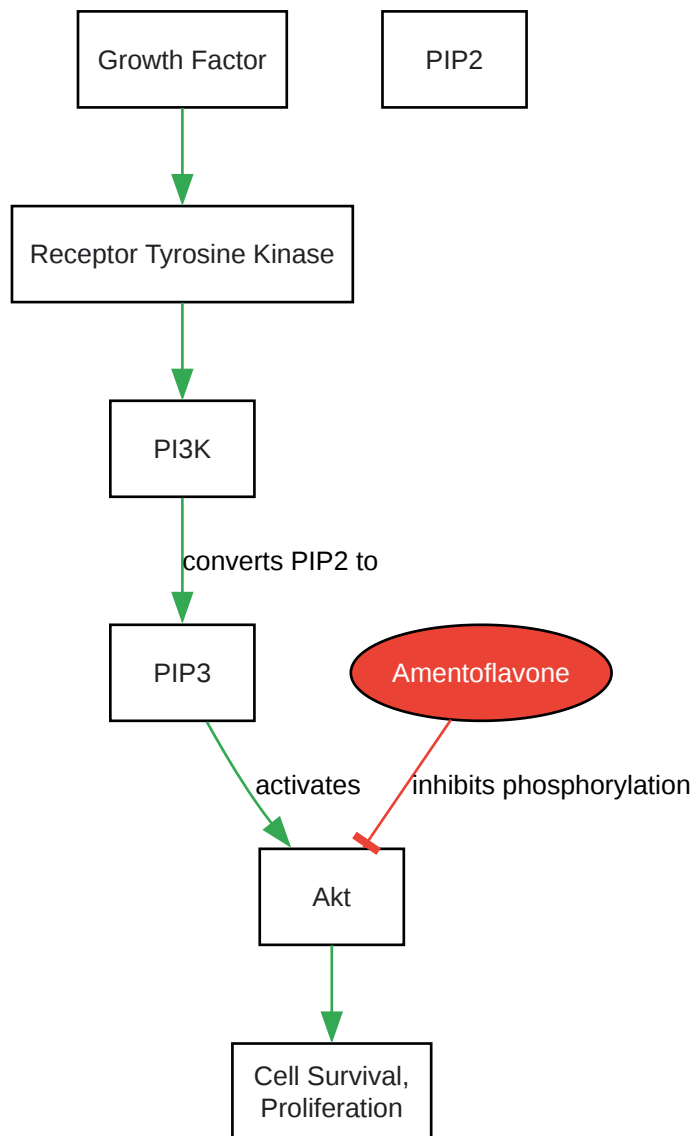 Growth Factor
PIP2
Receptor Tyrosine Kinase
PI3K
converts PIP2 to
PIP3
Amentoflavone
activates
inhibits phosphorylation
Akt
Cell Survival,
Proliferation